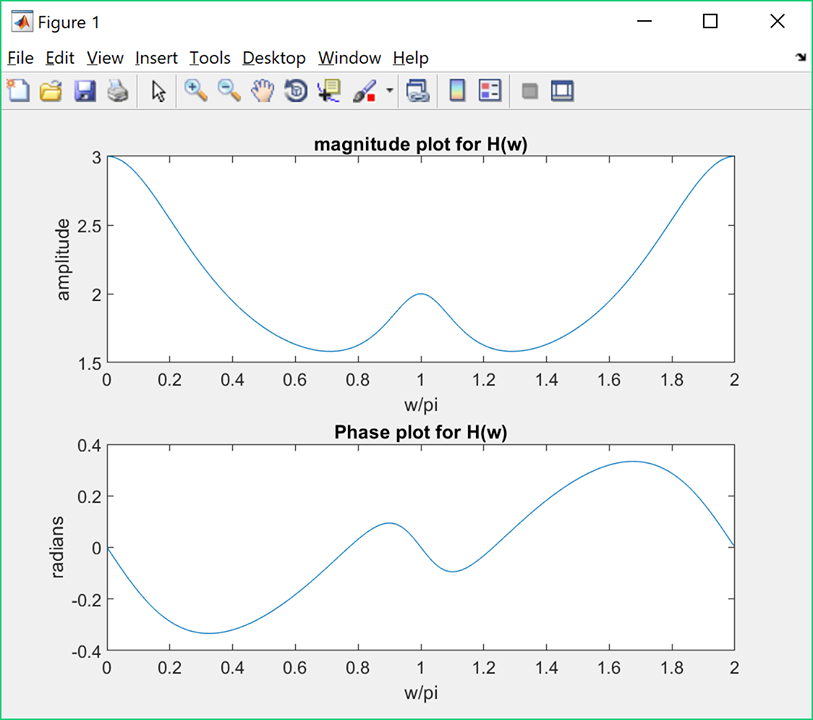 Figure 1
File Edit View Insert Tools Desktop Window Help
magnitude plot for H(w)
3
2.5
2
1.5
amplitude
0 0.2 0.4 0.6 0.8 1 1.2 1.4 1.6 1.8 2
w/pi
Phase plot for H(w)
0.4
0.2
0
-0.2
-0.4
radians
0 0.2 0.4 0.6 0.8 1 1.2 1.4 1.6 1.8 2
w/pi